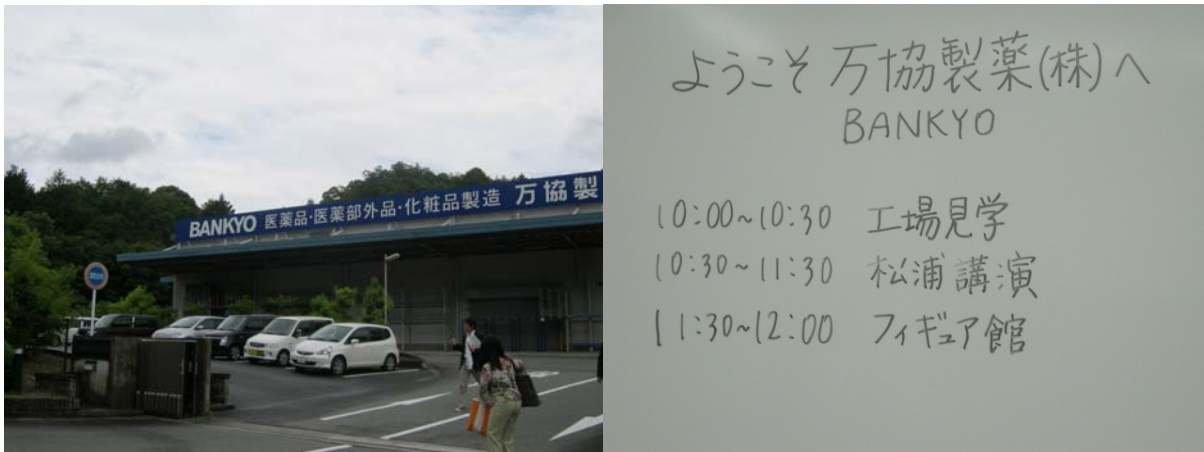 BANKYO 医薬品・医薬部外品・化粧品製造 万協製
ようこそ 万協製薬(株)へ
BANKYO
10:00~10:30 工場見学
10:30~11:30 松浦講演
11:30~12:00 フィギュア館